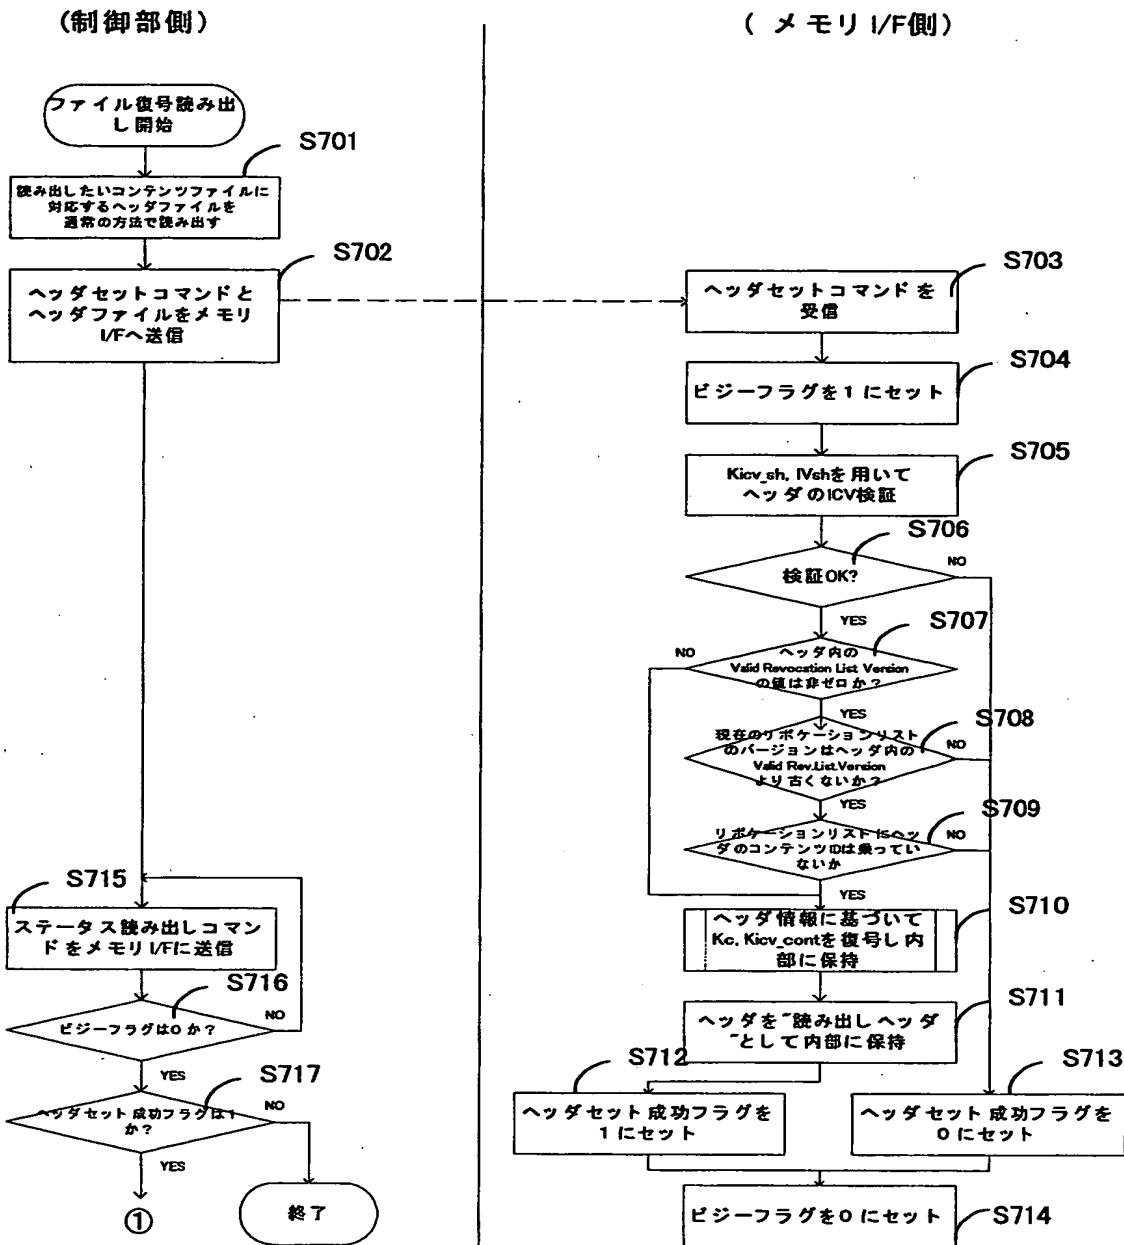 (制御部側)
ファイル復号読み出
し開始
S701
読み出したいコンテンツファイルに
対応するヘッダファイルを
通常の方法で読み出す
S702
ヘッダセットコマンドと
ヘッダファイルをメモリ
I/Fへ送信
S715
ステータス読み出しコマン
ドをメモリI/Fに送信
S716
ビジーフラグは0か?
NO
YES
S717
ヘッダセット成功フラグは1
か?
NO
YES
①
終了
(メモリI/F側)
S703
ヘッダセットコマンドを
受信
S704
ビジーフラグを1にセット
S705
Kicv_sh, IVshを用いて
ヘッダのICV検証
S706
検証OK?
NO
YES
S707
ヘッダ内の
Valid Revocation List Version
の値は非ゼロか?
NO
YES
S708
現在のリボケーションリスト
のバージョンはヘッダ内の
Valid Rev.List.Version
より古くないか?
NO
YES
S709
リボケーションリストにヘッ
ダのコンテンツIDは乗ってい
ないか
NO
YES
S710
ヘッダ情報に基づいて
Kc, Kicv_contを復号し内
部に保持
S711
ヘッダを"読み出しヘッダ
"として内部に保持
S712
ヘッダセット成功フラグを
1にセット
S713
ヘッダセット成功フラグを
0にセット
S714
ビジーフラグを0にセット